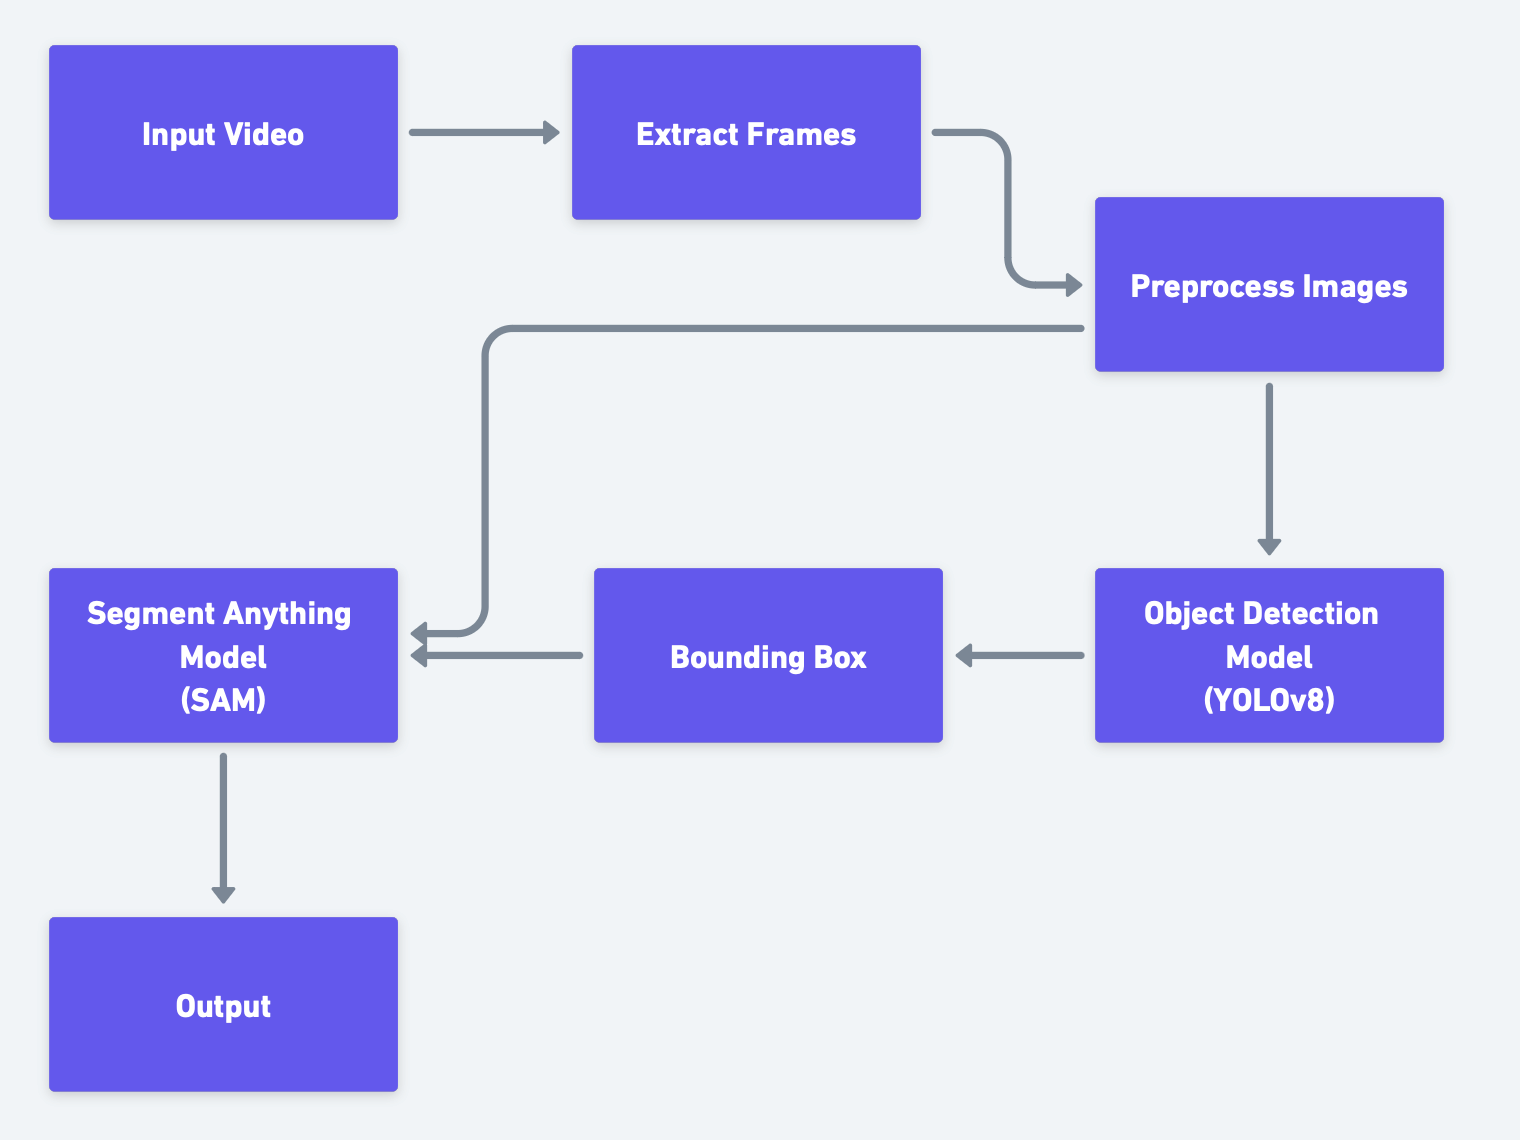 Input Video
Extract Frames
Preprocess Images
Segment Anything
Model
(SAM)
Bounding Box
Object Detection
Model
(YOLOv8)
Output